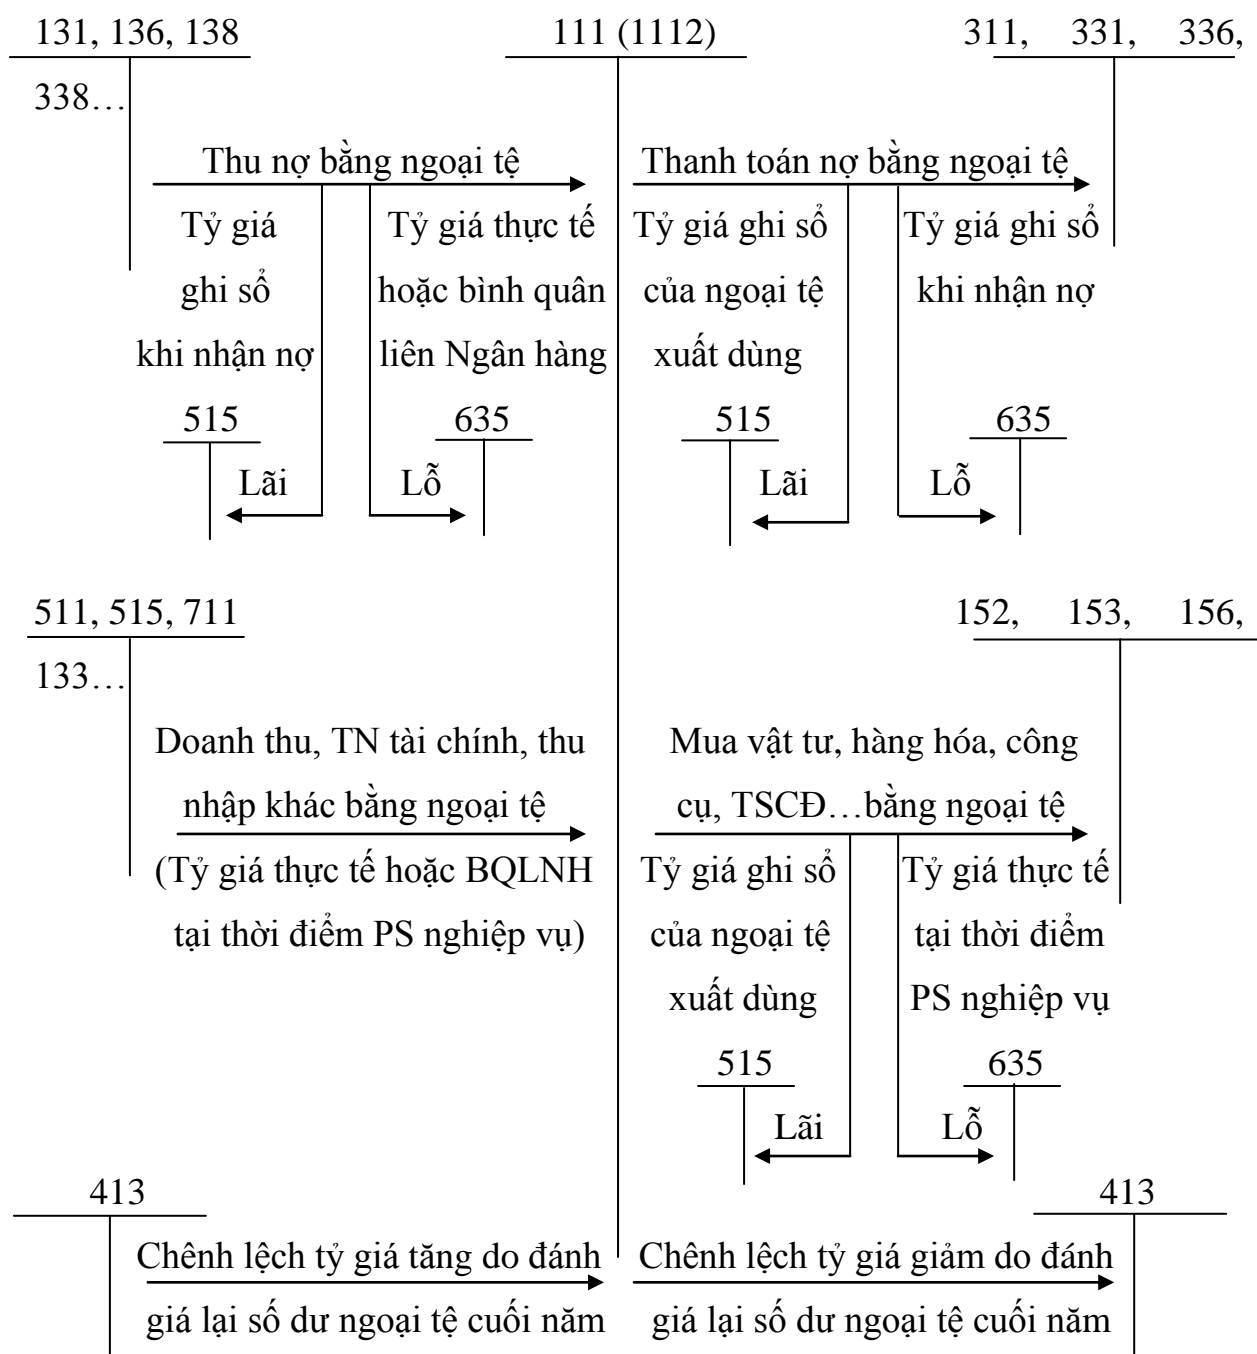 131, 136, 138
111 (1112)
311, 331, 336,
338…
Thu nợ bằng ngoại tệ
Thanh toán nợ bằng ngoại tệ
Tỷ giá
ghi sổ
khi nhận nợ
Tỷ giá thực tế
hoặc bình quân
liên Ngân hàng
Tỷ giá ghi sổ
của ngoại tệ
xuất dùng
Tỷ giá ghi sổ
khi nhận nợ
515
635
515
635
Lãi
Lỗ
Lãi
Lỗ
511, 515, 711
152, 153, 156,
133…
Doanh thu, TN tài chính, thu
nhập khác bằng ngoại tệ
(Tỷ giá thực tế hoặc BQLNH
tại thời điểm PS nghiệp vụ)
Mua vật tư, hàng hóa, công
cụ, TSCĐ…bằng ngoại tệ
Tỷ giá ghi sổ
của ngoại tệ
xuất dùng
Tỷ giá thực tế
tại thời điểm
PS nghiệp vụ
515
635
Lãi
Lỗ
413
413
Chênh lệch tỷ giá tăng do đánh
giá lại số dư ngoại tệ cuối năm
Chênh lệch tỷ giá giảm do đánh
giá lại số dư ngoại tệ cuối năm